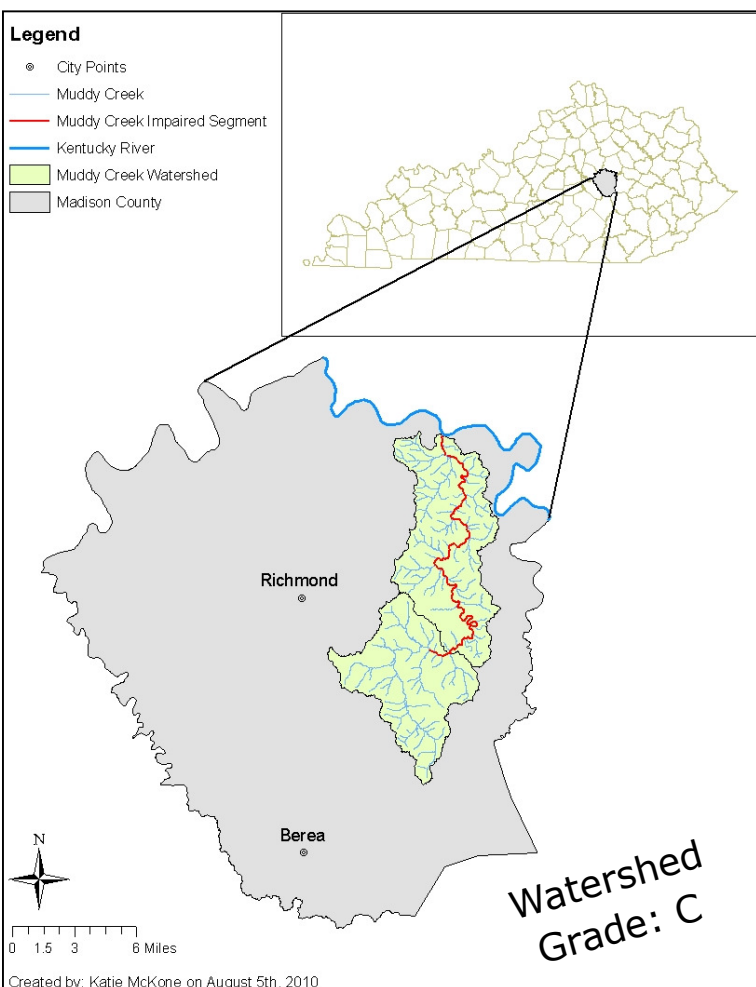 Legend
City Points
Muddy Creek
Muddy Creek Impaired Segment
Kentucky River
Muddy Creek Watershed
Madison County
Richmond
Berea
N
0 1.5 3 6 Miles
Watershed
Grade: C
Created by: Katie McKone on August 5th, 2010